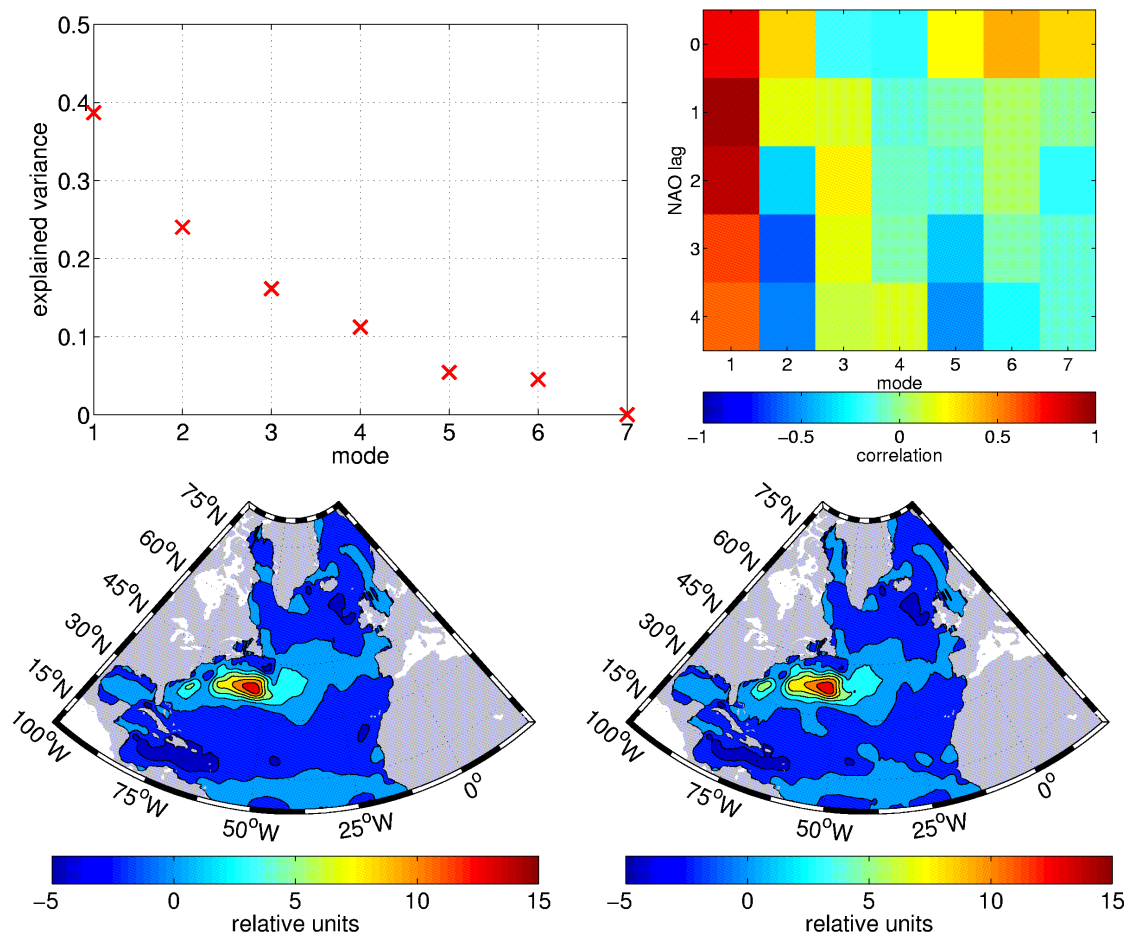 0.5
0.4
0.3
0.2
0.1
0
explained variance
1 2 3 4 5 6 7
mode
0
1
2
3
4
NAO lag
1 2 3 4 5 6 7
mode
−1 −0.5 0 0.5 1
correlation
75°N
60°N
45°N
30°N
15°N
100°W
75°W
50°W
25°W
0°
−5 0 5 10 15
relative units
75°N
60°N
45°N
30°N
15°N
100°W
75°W
50°W
25°W
0°
−5 0 5 10 15
relative units